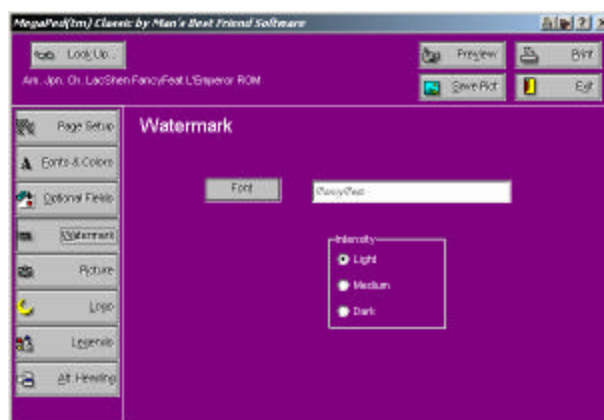 MegaPed(tm) Classic by Man's Best Friend Software
Look Up...
Preview
Print
Am. Jpn. Ch. LacShen FancyFeat L'Emperor ROM
Save Plot
Exit
Page Setup
Watermark
Fonts & Colors
Font
FancyFeat
Optional Fields
Watermark
Intensity
Light
Picture
Medium
Logo
Dark
Legends
Alt. Heading